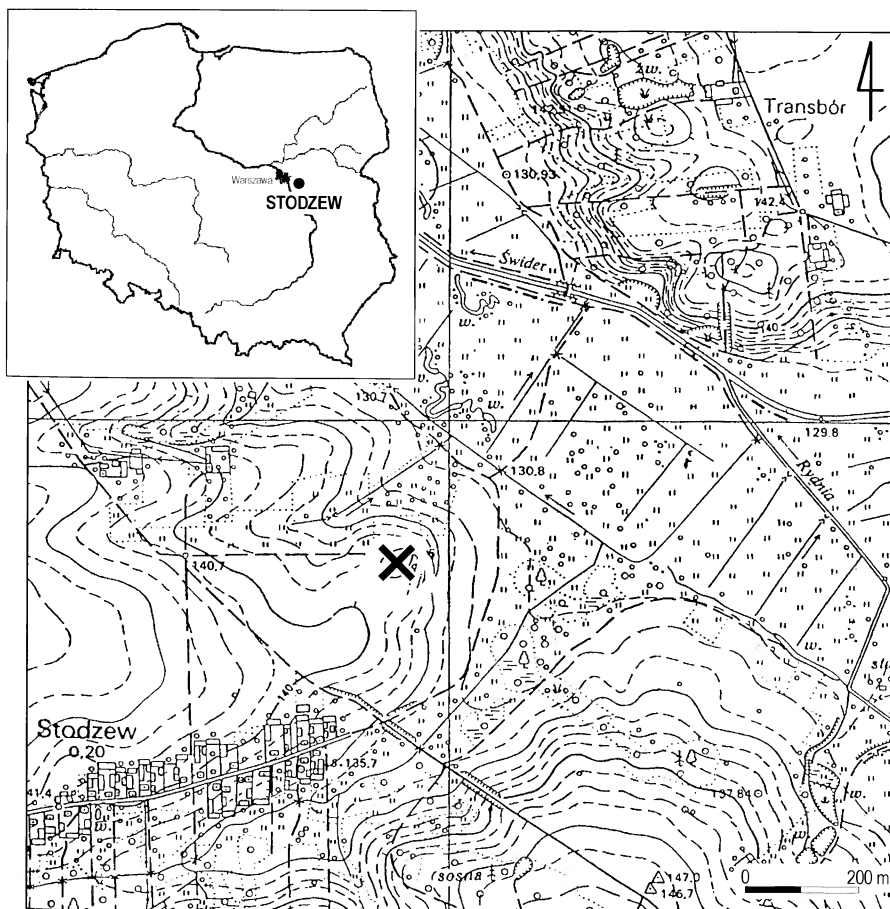 Warszawa
STODZEW
Transbór
zw.
130,93
142.4
Świder
w.
140
w.
130.7
129.8
130.8
Rydnia
140.7
w.
140
Stodzew
0,20
135.7
41.4
137.84
w.
w.
(sosna
147.0
146.7
0
200 m